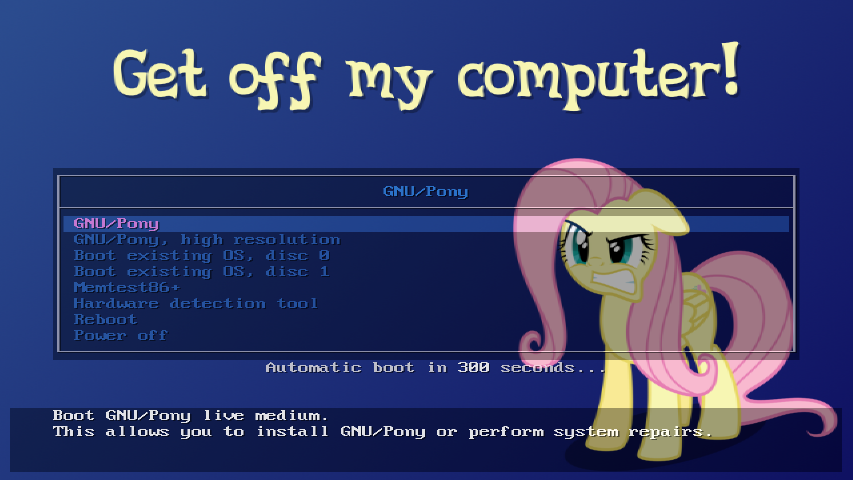 Get off my computer!
GNU/Pony
GNU/Pony
GNU/Pony, high resolution
Boot existing OS, disc 0
Boot existing OS, disc 1
Memtest86+
Hardware detection tool
Reboot
Power off
Automatic boot in 300 seconds...
Boot GNU/Pony live medium.
This allows you to install GNU/Pony or perform system repairs.